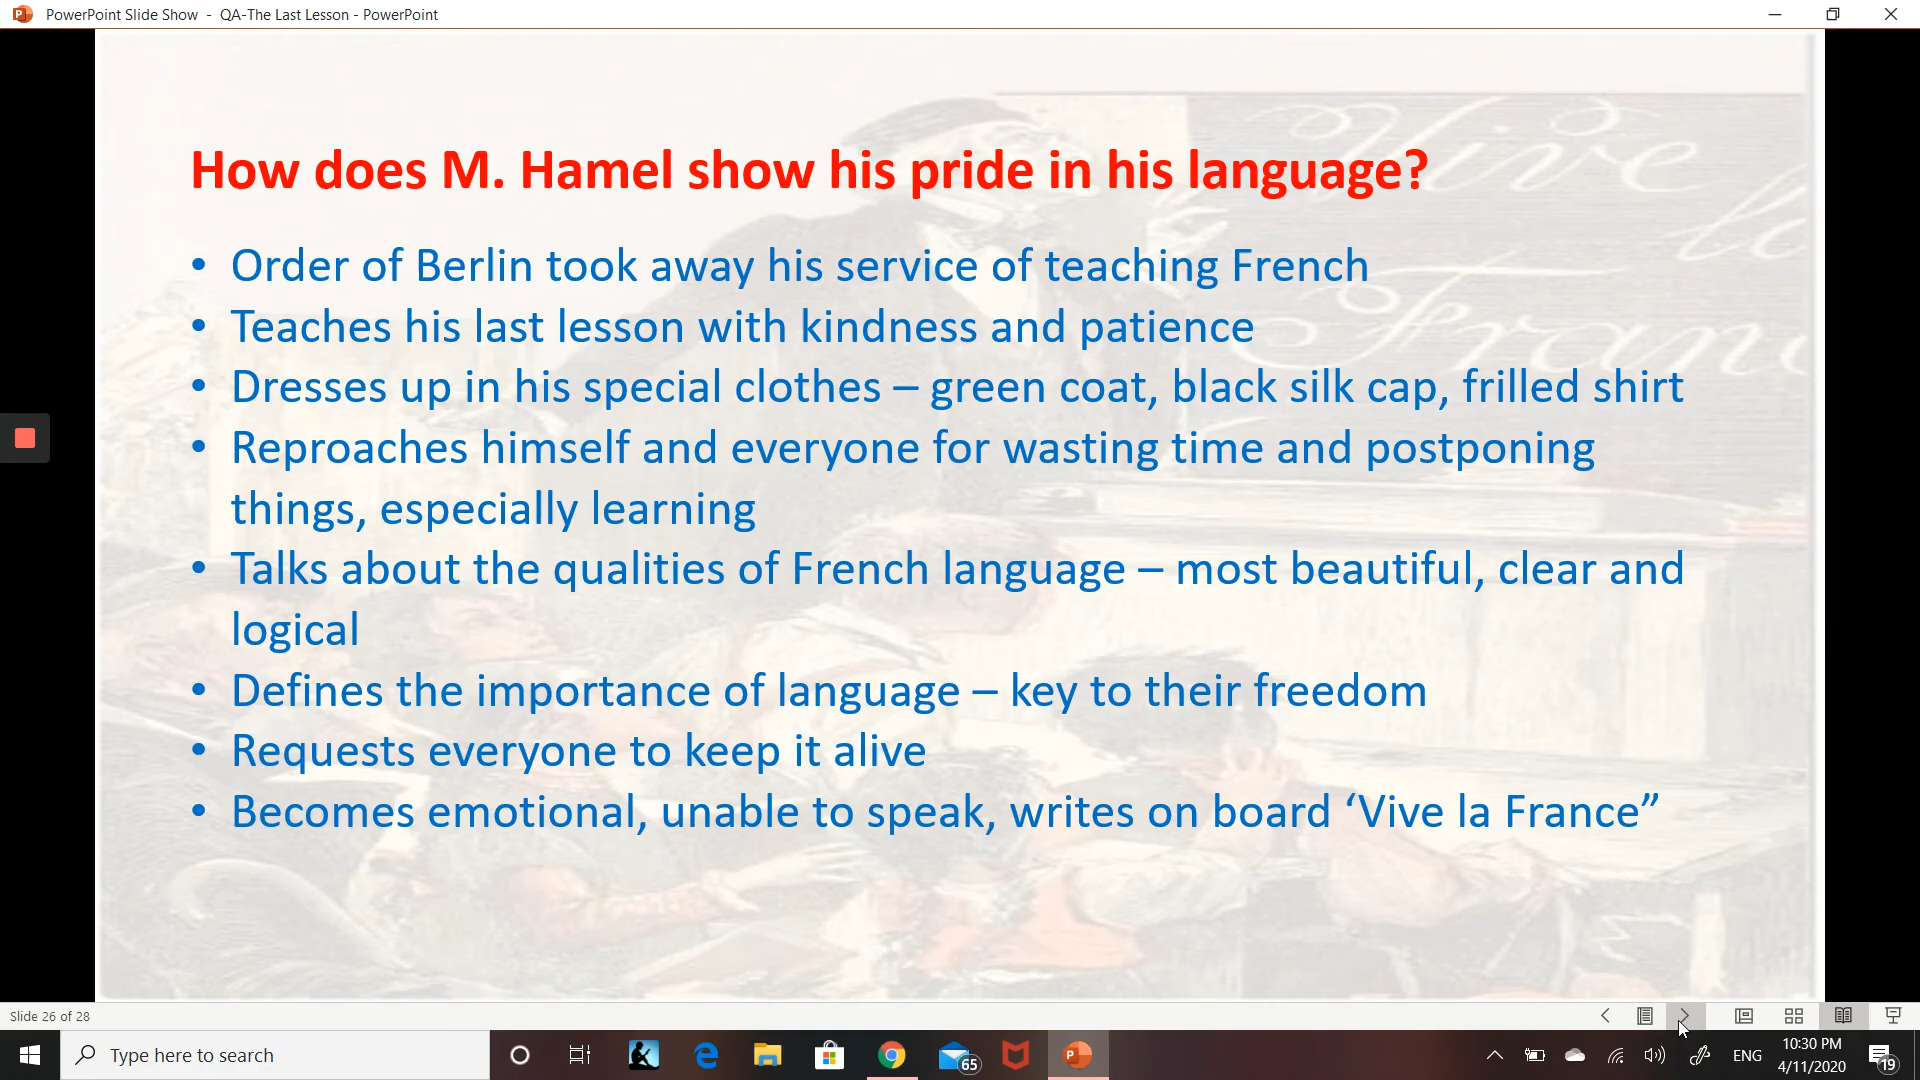 PowerPoint Slide Show - QA-The Last Lesson - PowerPoint
How does M. Hamel show his pride in his language?
• Order of Berlin took away his service of teaching French
• Teaches his last lesson with kindness and patience
• Dresses up in his special clothes – green coat, black silk cap, frilled shirt
• Reproaches himself and everyone for wasting time and postponing
things, especially learning
• Talks about the qualities of French language – most beautiful, clear and
logical
• Defines the importance of language – key to their freedom
• Requests everyone to keep it alive
• Becomes emotional, unable to speak, writes on board ‘Vive la France”
Vive
la
Fran
Slide 26 of 28
Type here to search
65
ENG
10:30 PM
4/11/2020
19